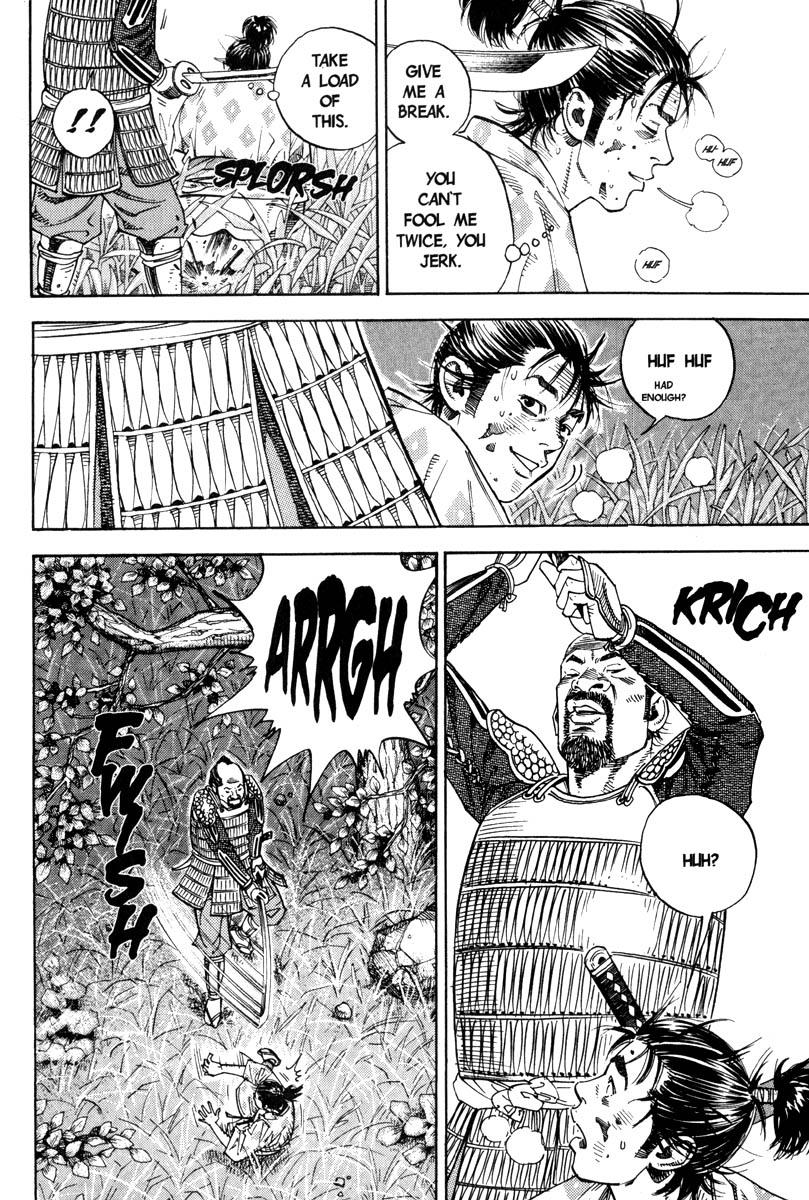 GIVE
ME A
BREAK.
YOU
CAN'T
FOOL ME
TWICE, YOU
JERK.
HU-
HUF
HUF
TAKE
A LOAD
OF
THIS.
!!
SPLORSH
HUF HUF
HAD
ENOUGH?
KRICH
HUH?
ARRGH
FWISH